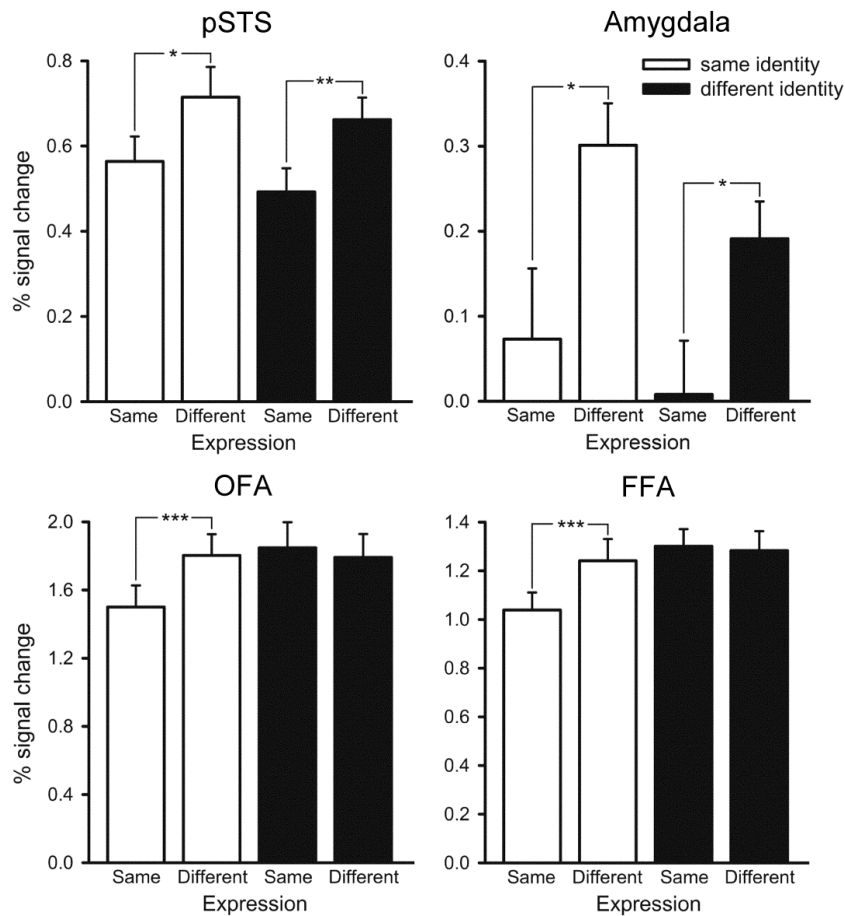 pSTS
% signal change
0.8
0.6
0.4
0.2
0.0
*
**
Same Different Same Different
Expression
Amygdala
same identity
different identity
0.4
0.3
0.2
0.1
0.0
*
*
Same Different Same Different
Expression
OFA
% signal change
2.0
1.6
1.2
0.8
0.4
0.0
***
Same Different Same Different
Expression
FFA
1.4
1.2
1.0
0.8
0.6
0.4
0.2
0.0
***
Same Different Same Different
Expression